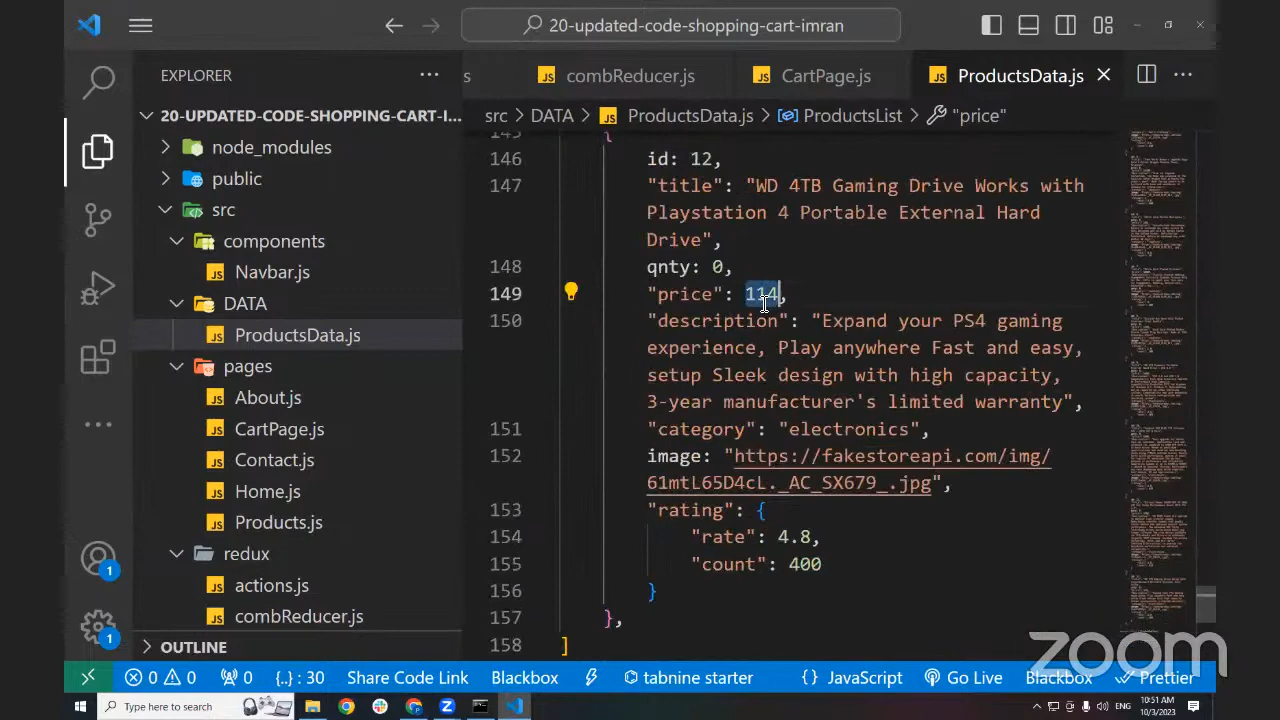 20-updated-code-shopping-cart-imran
EXPLORER
s
combReducer.js
CartPage.js
ProductsData.js
20-UPDATED-CODE-SHOPPING-CART-I...
src > DATA > ProductsData.js > ProductsList > "price"
node_modules
public
src
components
Navbar.js
DATA
ProductsData.js
pages
About.js
CartPage.js
Contact.js
Home.js
Products.js
redux
actions.js
combReducer.js
OUTLINE
145 {
146 id: 12,
147 "title": "WD 4TB Gaming Drive Works with
Playstation 4 Portable External Hard
Drive",
148 qnty: 0,
149 "price": 114,
150 "description": "Expand your PS4 gaming
experience, Play anywhere Fast and easy,
setup Sleek design with high capacity,
3-year manufacturer's limited warranty",
151 "category": "electronics",
152 image: "https://fakestoreapi.com/img/
61mtL65D4cL._AC_SX679_.jpg",
153 "rating": {
154 "rate": 4.8,
155 "count": 400
156 }
157 },
158 ]
1
1
zoom
0 0 0 {..} : 30 Share Code Link Blackbox tabnine starter { } JavaScript Go Live Blackbox Prettier
Type here to search
ENG
10:51 AM
10/3/2023